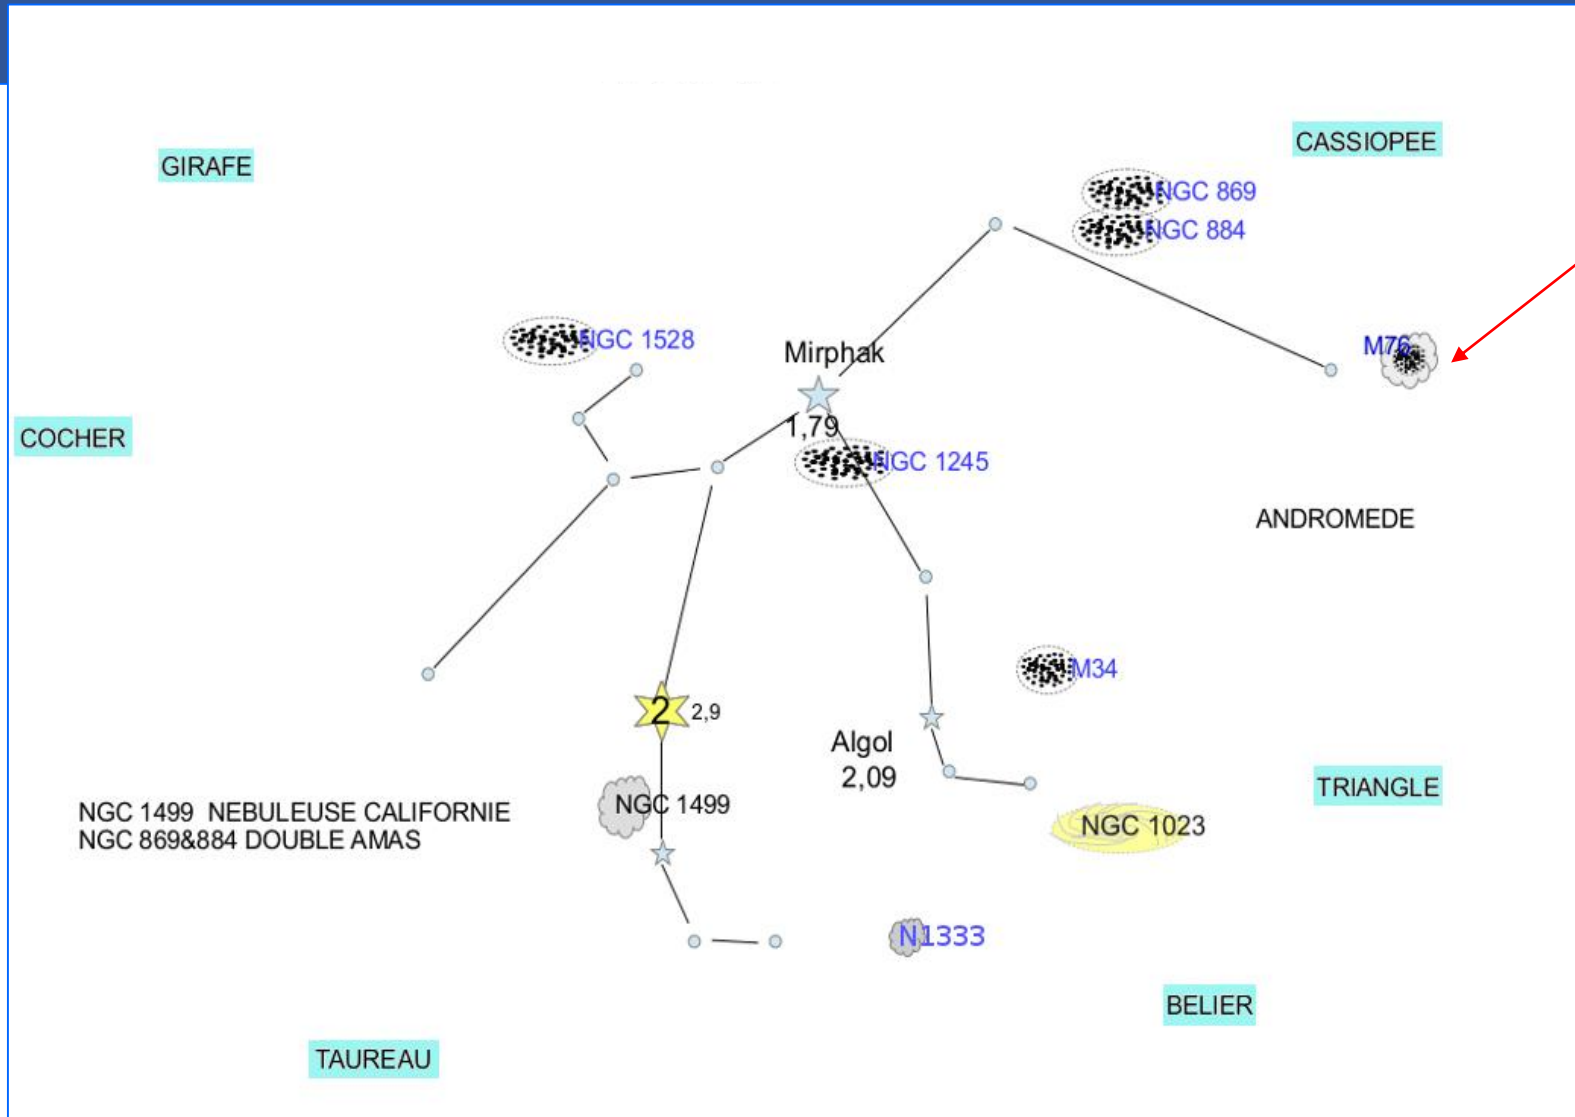 CASSIOPEE
GIRAFE
NGC 869
NGC 884
NGC 1528
M76
Mirphak
1,79
COCHER
NGC 1245
ANDROMEDE
M34
2
2,9
Algol
2,09
TRIANGLE
NGC 1499
NGC 1499 NEBULEUSE CALIFORNIE
NGC 869&884 DOUBLE AMAS
NGC 1023
N1333
BELIER
TAUREAU